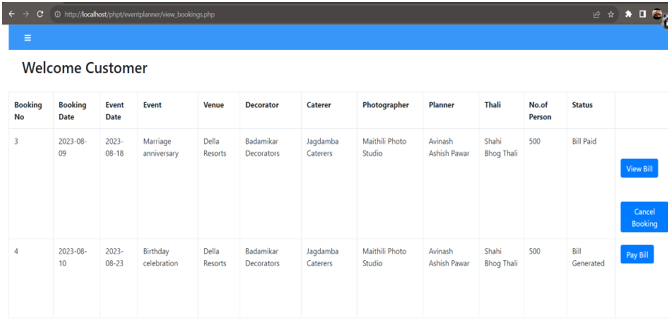 http://localhost/phpt/eventplanner/view_bookings.php
Welcome Customer
Booking No Booking Date Event Date Event Venue Decorator Caterer Photographer Planner Thali No.of Person Status
3 2023-08-09 2023-08-18 Marriage anniversary Della Resorts Badamikar Decorators Jagdamba Caterers Maithili Photo Studio Avinash Ashish Pawar Shahi Bhog Thali 500 Bill Paid
View Bill
Cancel Booking
4 2023-08-10 2023-08-23 Birthday celebration Della Resorts Badamikar Decorators Jagdamba Caterers Maithili Photo Studio Avinash Ashish Pawar Shahi Bhog Thali 500 Bill Generated
Pay Bill